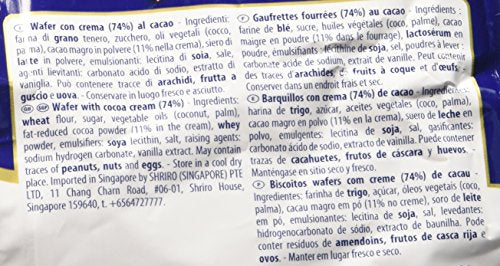 Wafer con crema (74%) al cacao - Ingredienti:
farina di grano tenero, zucchero, oli vegetali (cocco,
palma), cacao magro in polvere (11% nella crema), siero di
latte in polvere, emulsionanti: lecitina di soia, sale,
agenti lievitanti: carbonato acido di sodio, estratto di
vaniglia. Può contenere tracce di arachidi, frutta a
guscio e uova. - Conservare in luogo fresco e asciutto.
Wafer with cocoa cream (74%) - Ingredients:
wheat flour, sugar, vegetable oils (coconut, palm),
fat-reduced cocoa powder (11% in the cream), whey
powder, emulsifiers: soya lecithin, salt, raising agents:
sodium hydrogen carbonate, vanilla extract. May contain
traces of peanuts, nuts and eggs. - Store in a cool dry
place. Imported in Singapore by SHRIRO (SINGAPORE) PTE
LTD, 11 Chang Charn Road, #06-01, Shriro House,
Singapore 159640, t. +6564727777.
Gaufrettes fourrées (74%) au cacao - Ingrédients:
farine de blé, sucre, huiles végétales (coco, palme), cacao
maigre en poudre (11% dans le fourrage), lactosérum en
poudre, émulsifiants: lécithine de soja, sel, poudres à lever:
carbonate acide de sodium, extrait de vanille. Peut contenir
des traces d'arachides, de fruits à coque et d'œufs.
Conserver dans un endroit frais et sec.
Barquillos con crema (74%) de cacao - Ingredientes:
harina de trigo, azúcar, aceites vegetales (coco, palma),
cacao magro en polvo (11% en la crema), suero de leche en
polvo, emulgentes: lecitina de soja, sal, gasificantes:
carbonato ácido de sodio, extracto de vainilla. Puede contener
trazas de cacahuetes, frutos de cáscara y huevos. -
Manténgase en sitio seco y fresco.
Biscoitos wafers com creme (74%) de cacau -
Ingredientes: farinha de trigo, açúcar, óleos vegetais (coco,
palma), cacau magro em pó (11% no creme), soro de leite
em pó, emulsionantes: lecitina de soja, sal, levedantes:
hidrogenocarbonato de sódio, extracto de baunilha. Pode
conter resíduos de amendoins, frutos de casca rija e
ovos. - Manter em lugar fresco e seco.